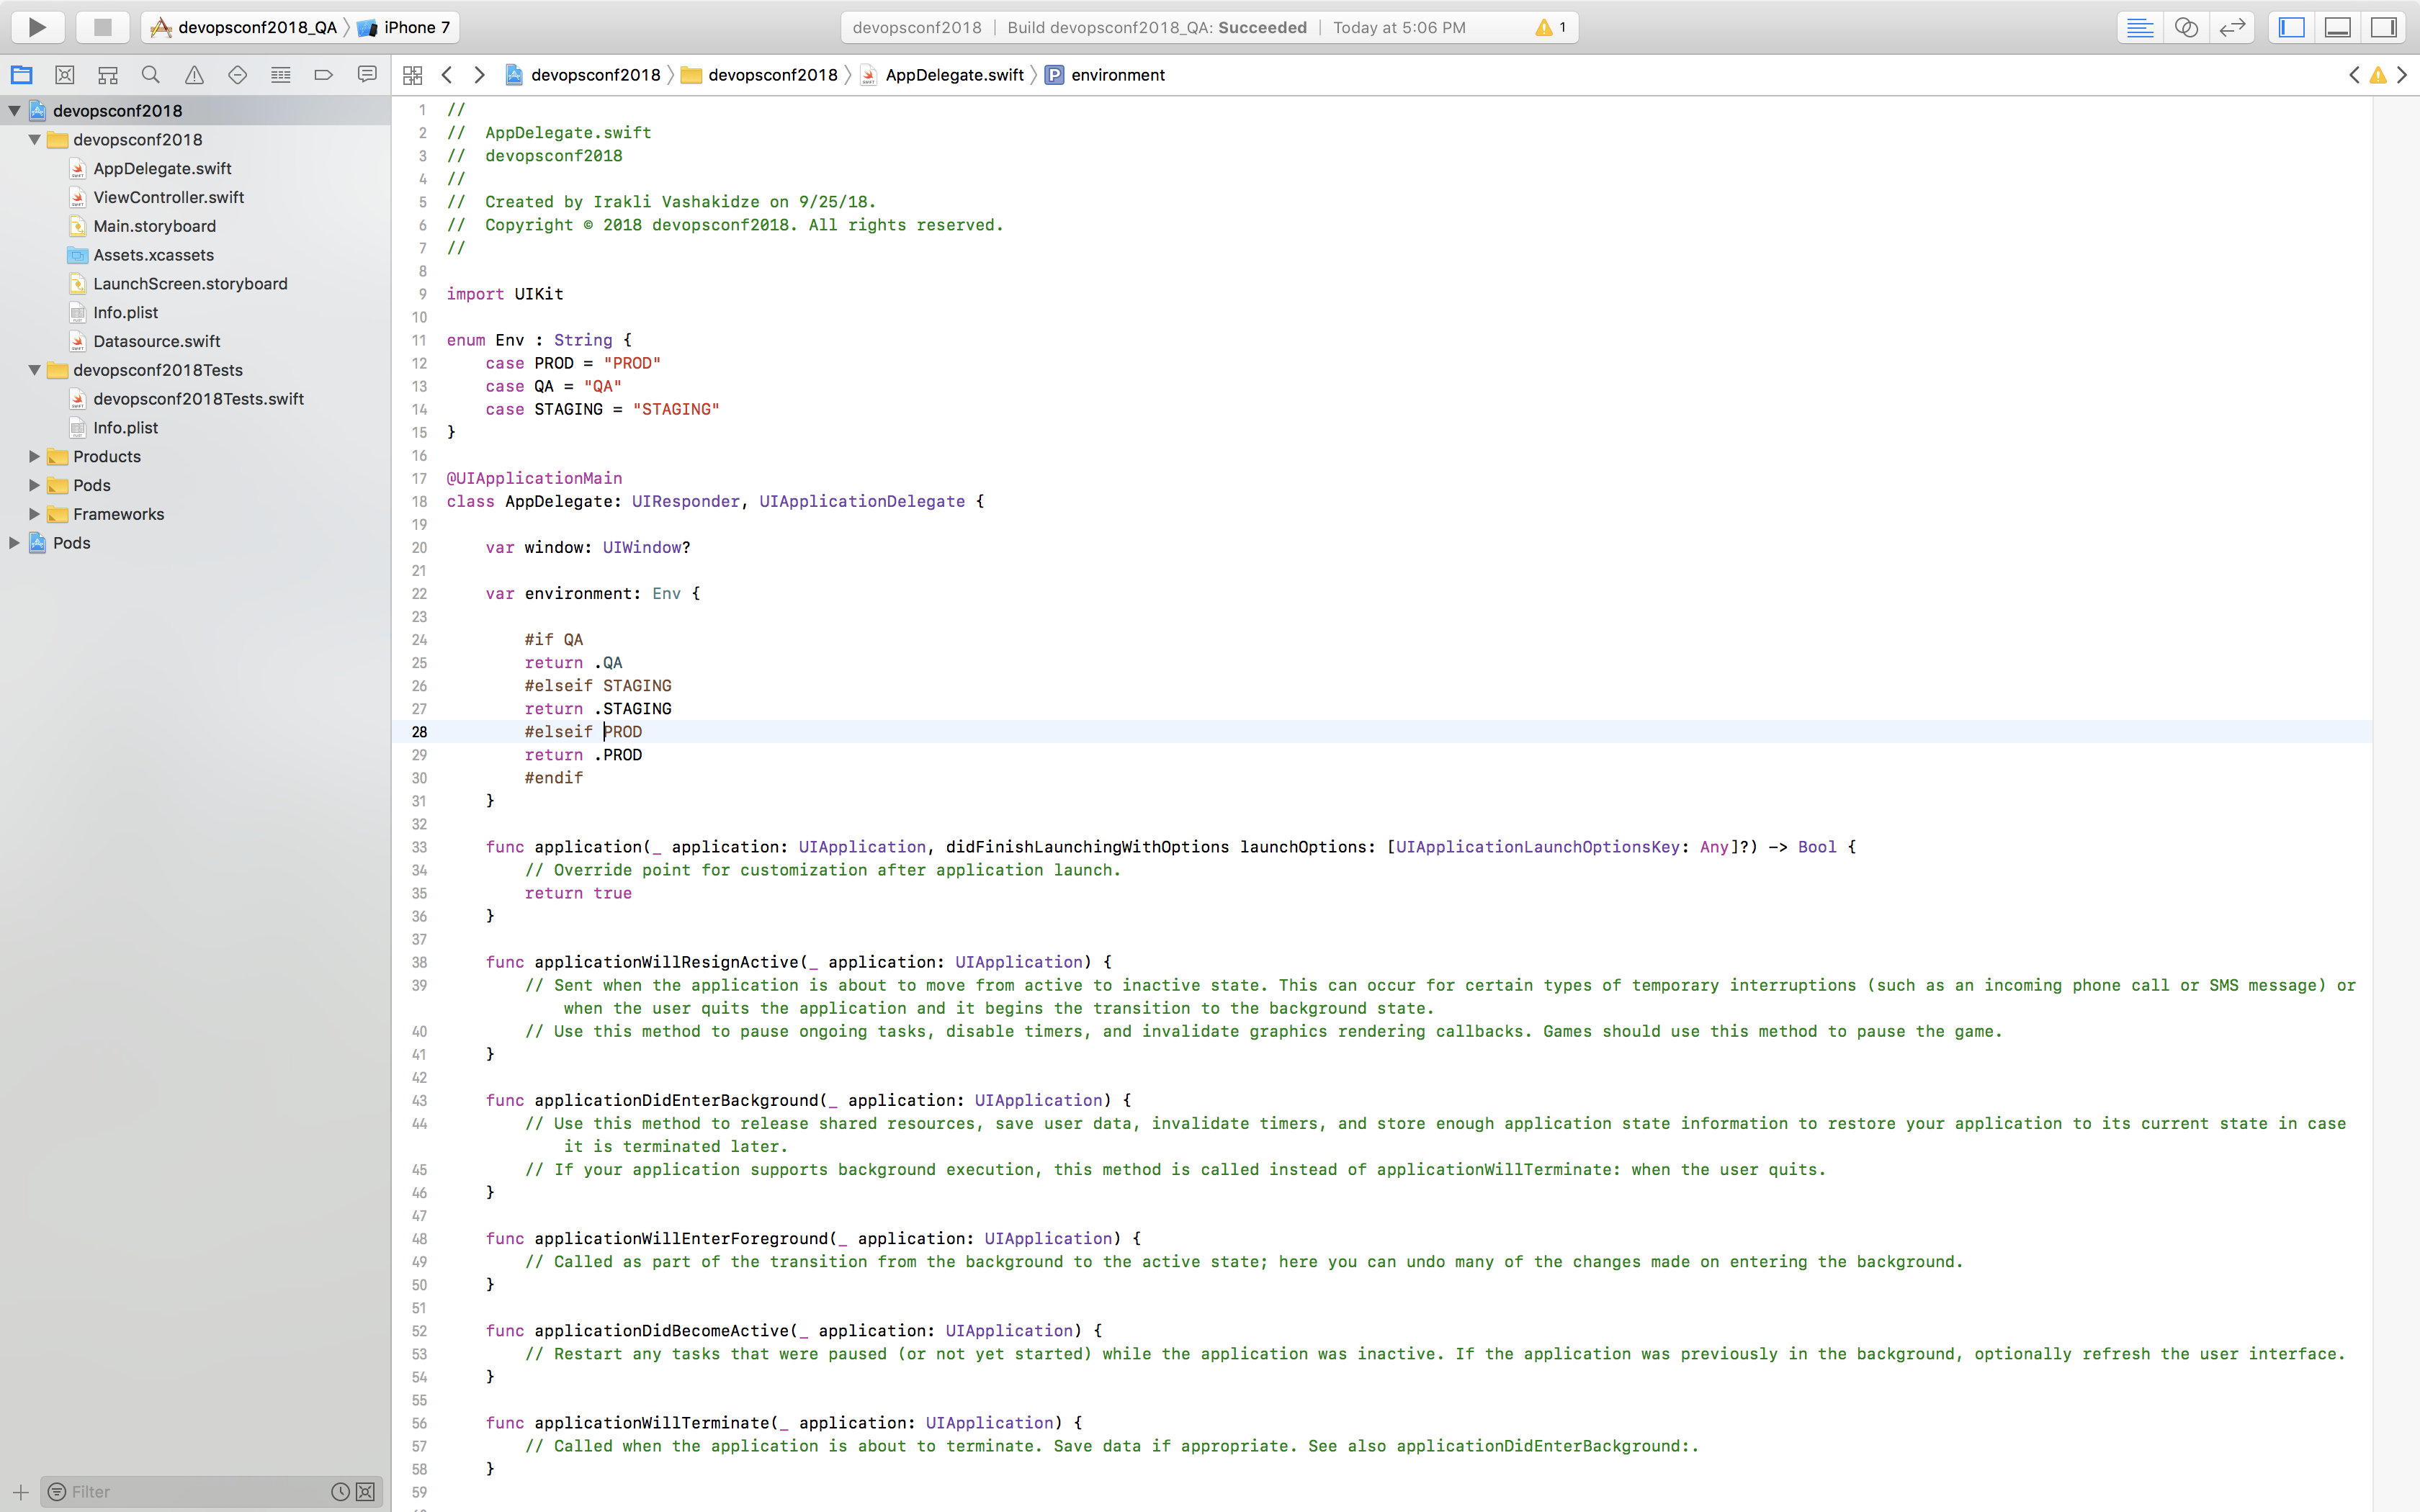 devopsconf2018_QA iPhone 7
devopsconf2018 | Build devopsconf2018_QA: Succeeded | Today at 5:06 PM 1
devopsconf2018 devopsconf2018 AppDelegate.swift P environment
devopsconf2018
devopsconf2018
AppDelegate.swift
ViewController.swift
Main.storyboard
Assets.xcassets
LaunchScreen.storyboard
Info.plist
Datasource.swift
devopsconf2018Tests
devopsconf2018Tests.swift
Info.plist
Products
Pods
Frameworks
Pods
Filter
1 //
2 //  AppDelegate.swift
3 //  devopsconf2018
4 //
5 //  Created by Irakli Vashakidze on 9/25/18.
6 //  Copyright © 2018 devopsconf2018. All rights reserved.
7 //
8
9 import UIKit
10
11 enum Env : String {
12     case PROD = "PROD"
13     case QA = "QA"
14     case STAGING = "STAGING"
15 }
16
17 @UIApplicationMain
18 class AppDelegate: UIResponder, UIApplicationDelegate {
19
20     var window: UIWindow?
21
22     var environment: Env {
23
24         #if QA
25         return .QA
26         #elseif STAGING
27         return .STAGING
28         #elseif PROD
29         return .PROD
30         #endif
31     }
32
33     func application(_ application: UIApplication, didFinishLaunchingWithOptions launchOptions: [UIApplicationLaunchOptionsKey: Any]?) -> Bool {
34         // Override point for customization after application launch.
35         return true
36     }
37
38     func applicationWillResignActive(_ application: UIApplication) {
39         // Sent when the application is about to move from active to inactive state. This can occur for certain types of temporary interruptions (such as an incoming phone call or SMS message) or
when the user quits the application and it begins the transition to the background state.
40         // Use this method to pause ongoing tasks, disable timers, and invalidate graphics rendering callbacks. Games should use this method to pause the game.
41     }
42
43     func applicationDidEnterBackground(_ application: UIApplication) {
44         // Use this method to release shared resources, save user data, invalidate timers, and store enough application state information to restore your application to its current state in case
it is terminated later.
45         // If your application supports background execution, this method is called instead of applicationWillTerminate: when the user quits.
46     }
47
48     func applicationWillEnterForeground(_ application: UIApplication) {
49         // Called as part of the transition from the background to the active state; here you can undo many of the changes made on entering the background.
50     }
51
52     func applicationDidBecomeActive(_ application: UIApplication) {
53         // Restart any tasks that were paused (or not yet started) while the application was inactive. If the application was previously in the background, optionally refresh the user interface.
54     }
55
56     func applicationWillTerminate(_ application: UIApplication) {
57         // Called when the application is about to terminate. Save data if appropriate. See also applicationDidEnterBackground:.
58     }
59